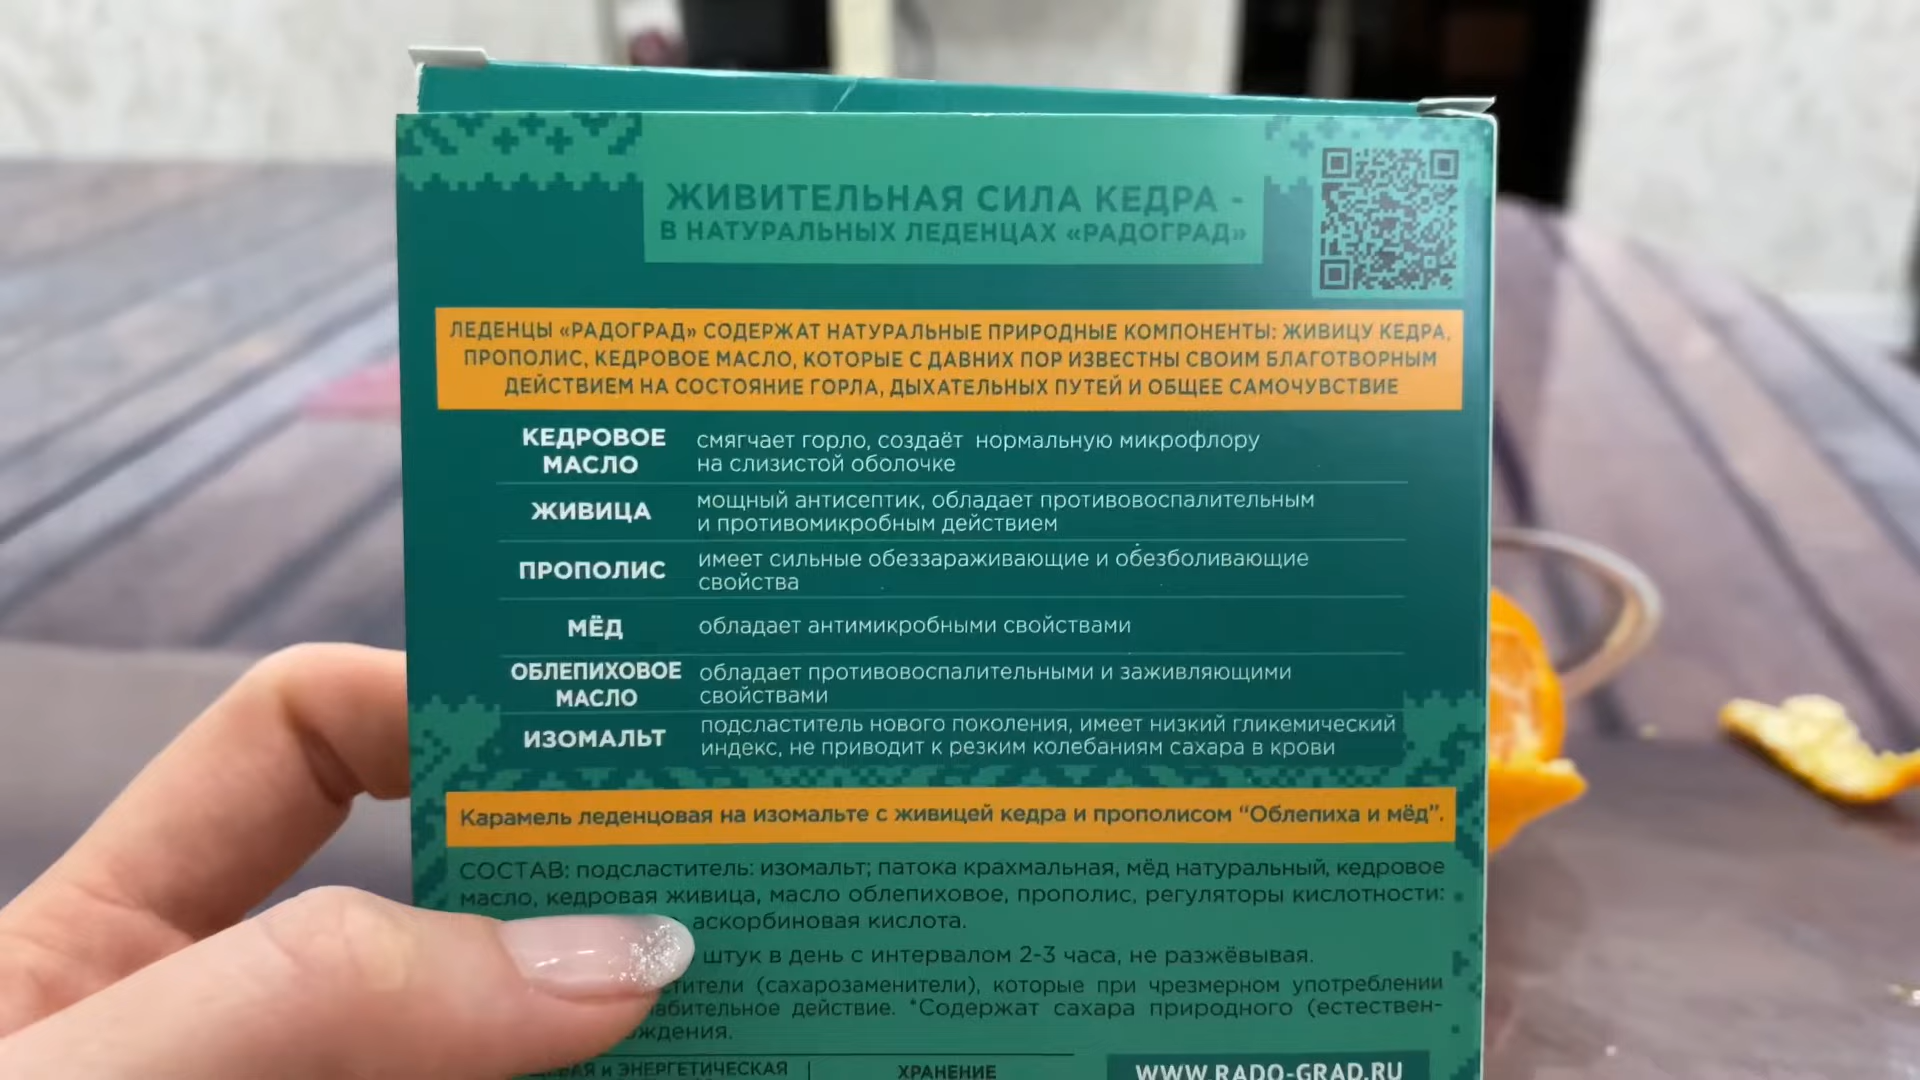 ЖИВИТЕЛЬНАЯ СИЛА КЕДРА -
В НАТУРАЛЬНЫХ ЛЕДЕНЦАХ «РАДОГРАД»
ЛЕДЕНЦЫ «РАДОГРАД» СОДЕРЖАТ НАТУРАЛЬНЫЕ ПРИРОДНЫЕ КОМПОНЕНТЫ: ЖИВИЦУ КЕДРА,
ПРОПОЛИС, КЕДРОВОЕ МАСЛО, КОТОРЫЕ С ДАВНИХ ПОР ИЗВЕСТНЫ СВОИМ БЛАГОТВОРНЫМ
ДЕЙСТВИЕМ НА СОСТОЯНИЕ ГОРЛА, ДЫХАТЕЛЬНЫХ ПУТЕЙ И ОБЩЕЕ САМОЧУВСТВИЕ
КЕДРОВОЕ
МАСЛО
смягчает горло, создаёт нормальную микрофлору
на слизистой оболочке
ЖИВИЦА
мощный антисептик, обладает противовоспалительным
и противомикробным действием
ПРОПОЛИС
имеет сильные обеззараживающие и обезболивающие
свойства
МЁД
обладает антимикробными свойствами
ОБЛЕПИХОВОЕ
МАСЛО
обладает противовоспалительными и заживляющими
свойствами
ИЗОМАЛЬТ
подсластитель нового поколения, имеет низкий гликемический
индекс, не приводит к резким колебаниям сахара в крови
Карамель леденцовая на изомальте с живицей кедра и прополисом “Облепиха и мёд”.
СОСТАВ: подсластитель: изомальт; патока крахмальная, мёд натуральный, кедровое
масло, кедровая живица, масло облепиховое, прополис, регуляторы кислотности:
аскорбиновая кислота.
штук в день с интервалом 2-3 часа, не разжёвывая.
(сахарозаменители), которые при чрезмерном употреблении
действие. *Содержат сахара природного (естествен-
и ЭНЕРГЕТИЧЕСКАЯ
ХРАНЕНИЕ
WWW.RADO-GRAD.RU